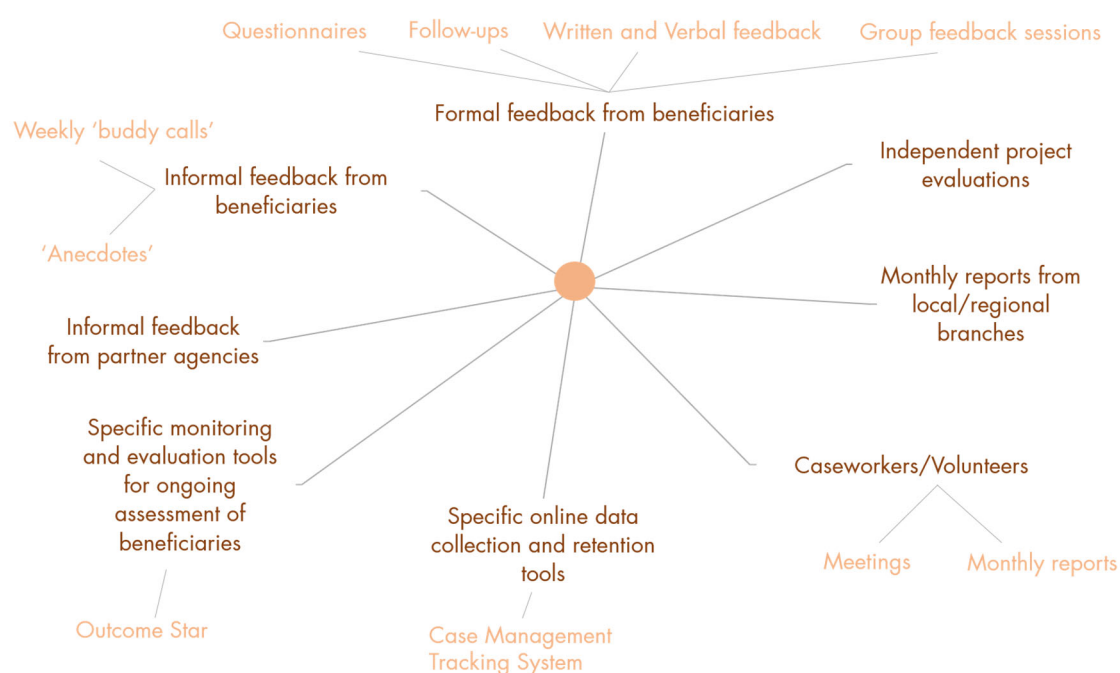 Questionnaires
Follow-ups
Written and Verbal feedback
Group feedback sessions
Formal feedback from beneficiaries
Weekly ‘buddy calls’
Informal feedback from
beneficiaries
‘Anecdotes’
Independent project
evaluations
Monthly reports from
local/regional
branches
Informal feedback
from partner agencies
Specific monitoring
and evaluation tools
for ongoing
assessment of
beneficiaries
Outcome Star
Specific online data
collection and retention
tools
Case Management
Tracking System
Caseworkers/Volunteers
Meetings
Monthly reports